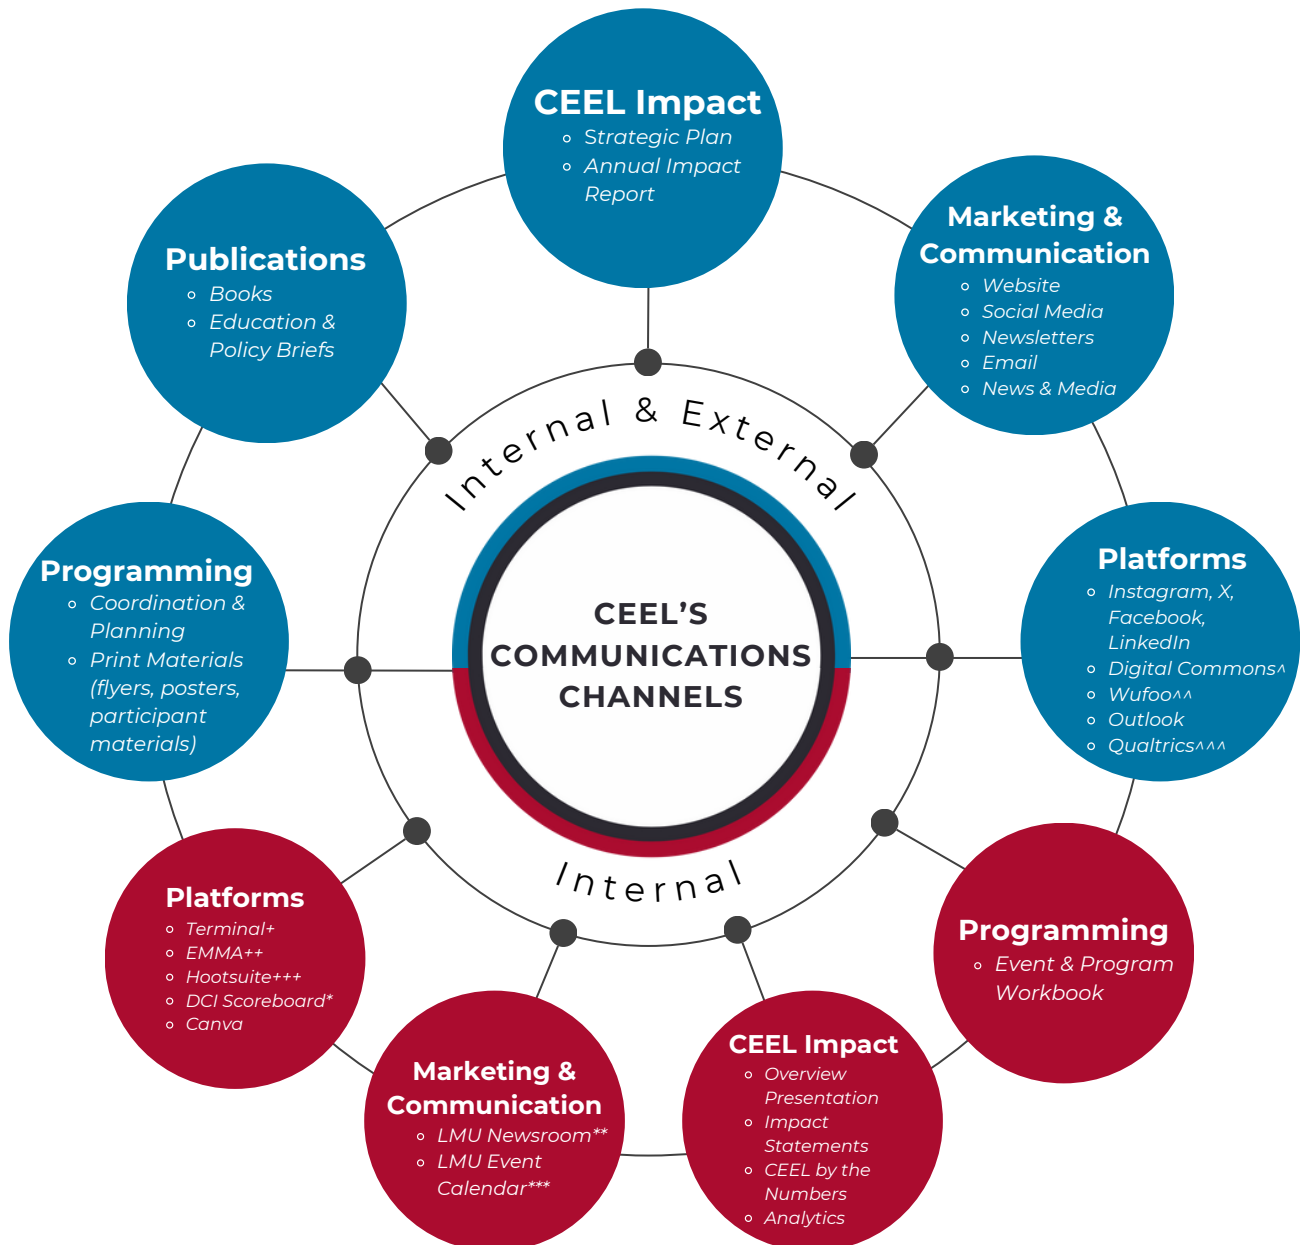 CEEL Impact
Strategic Plan
Annual Impact
Report
Marketing &
Communication
Website
Social Media
Newsletters
Email
News & Media
Publications
Books
Education &
Policy Briefs
Internal & External
Programming
Coordination &
Planning
Print Materials
(flyers, posters,
participant
materials)
CEEL'S
COMMUNICATIONS
CHANNELS
Platforms
Instagram, X,
Facebook,
LinkedIn
Digital Commons^
Wufoo^^
Outlook
Qualtrics^^^
Internal
Platforms
Terminal+
EMMA++
Hootsuite+++
DCI Scoreboard*
Canva
Programming
Event & Program
Workbook
Marketing &
Communication
LMU Newsroom**
LMU Event
Calendar***
CEEL Impact
Overview
Presentation
Impact
Statements
CEEL by the
Numbers
Analytics